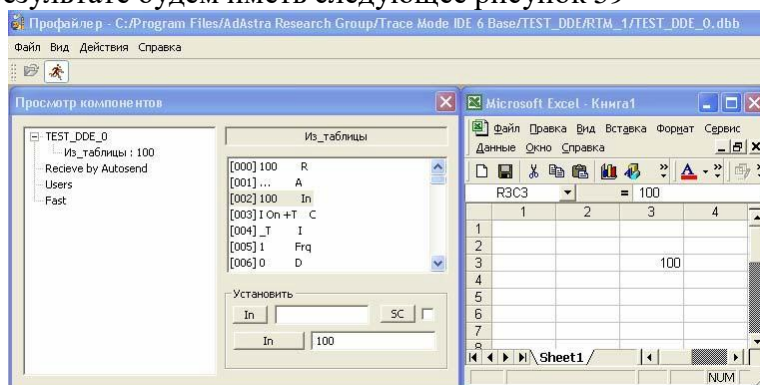 результате будем иметь следующее рисунок 39
Профайлер - C:/Program Files/AdAstra Research Group/Trace Mode IDE 6 Base/TEST_DDE/RTM_1/TEST_DDE_0.dbb
Файл Вид Действия Справка
Просмотр компонентов
TEST_DDE_0
Из_таблицы : 100
Recieve by Autosend
Users
Fast
Из_таблицы
[000] 100 R
[001] ... A
[002] 100 In
[003] I On +T C
[004] _T I
[005] 1 Frq
[006] 0 D
Установить
In SC
In 100
Microsoft Excel - Книга1
Файл Правка Вид Вставка Формат Сервис
Данные Окно Справка
R3C3 = 100
1 2 3 4
1
2
3 100
4
5
6
7
8
Sheet1
NUM